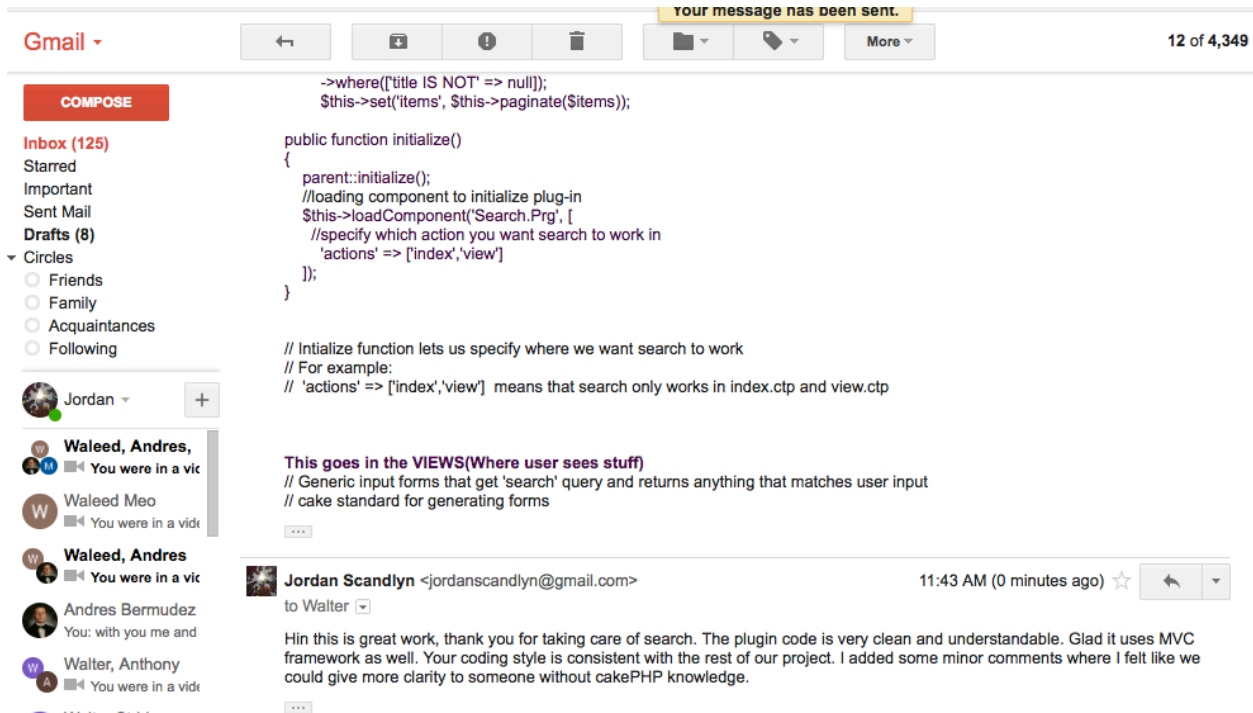 Your message has been sent.
Gmail
More
12 of 4,349
COMPOSE
Inbox (125)
Starred
Important
Sent Mail
Drafts (8)
Circles
Friends
Family
Acquaintances
Following
Jordan
+
W
M
Waleed, Andres,
You were in a vic
W
Waleed Meo
You were in a vide
W
Waleed, Andres
You were in a vic
Andres Bermudez
You: with you me and
W
A
Walter, Anthony
You were in a vide
->where(['title IS NOT' => null]);
$this->set('items', $this->paginate($items));
public function initialize()
{
parent::initialize();
//loading component to initialize plug-in
$this->loadComponent('Search.Prg', [
//specify which action you want search to work in
'actions' => ['index','view']
]);
}
// Intialize function lets us specify where we want search to work
// For example:
// 'actions' => ['index','view'] means that search only works in index.ctp and view.ctp
This goes in the VIEWS(Where user sees stuff)
// Generic input forms that get 'search' query and returns anything that matches user input
// cake standard for generating forms
...
Jordan Scandlyn <jordanscandlyn@gmail.com>
11:43 AM (0 minutes ago)
to Walter
Hin this is great work, thank you for taking care of search. The plugin code is very clean and understandable. Glad it uses MVC
framework as well. Your coding style is consistent with the rest of our project. I added some minor comments where I felt like we
could give more clarity to someone without cakePHP knowledge.
...